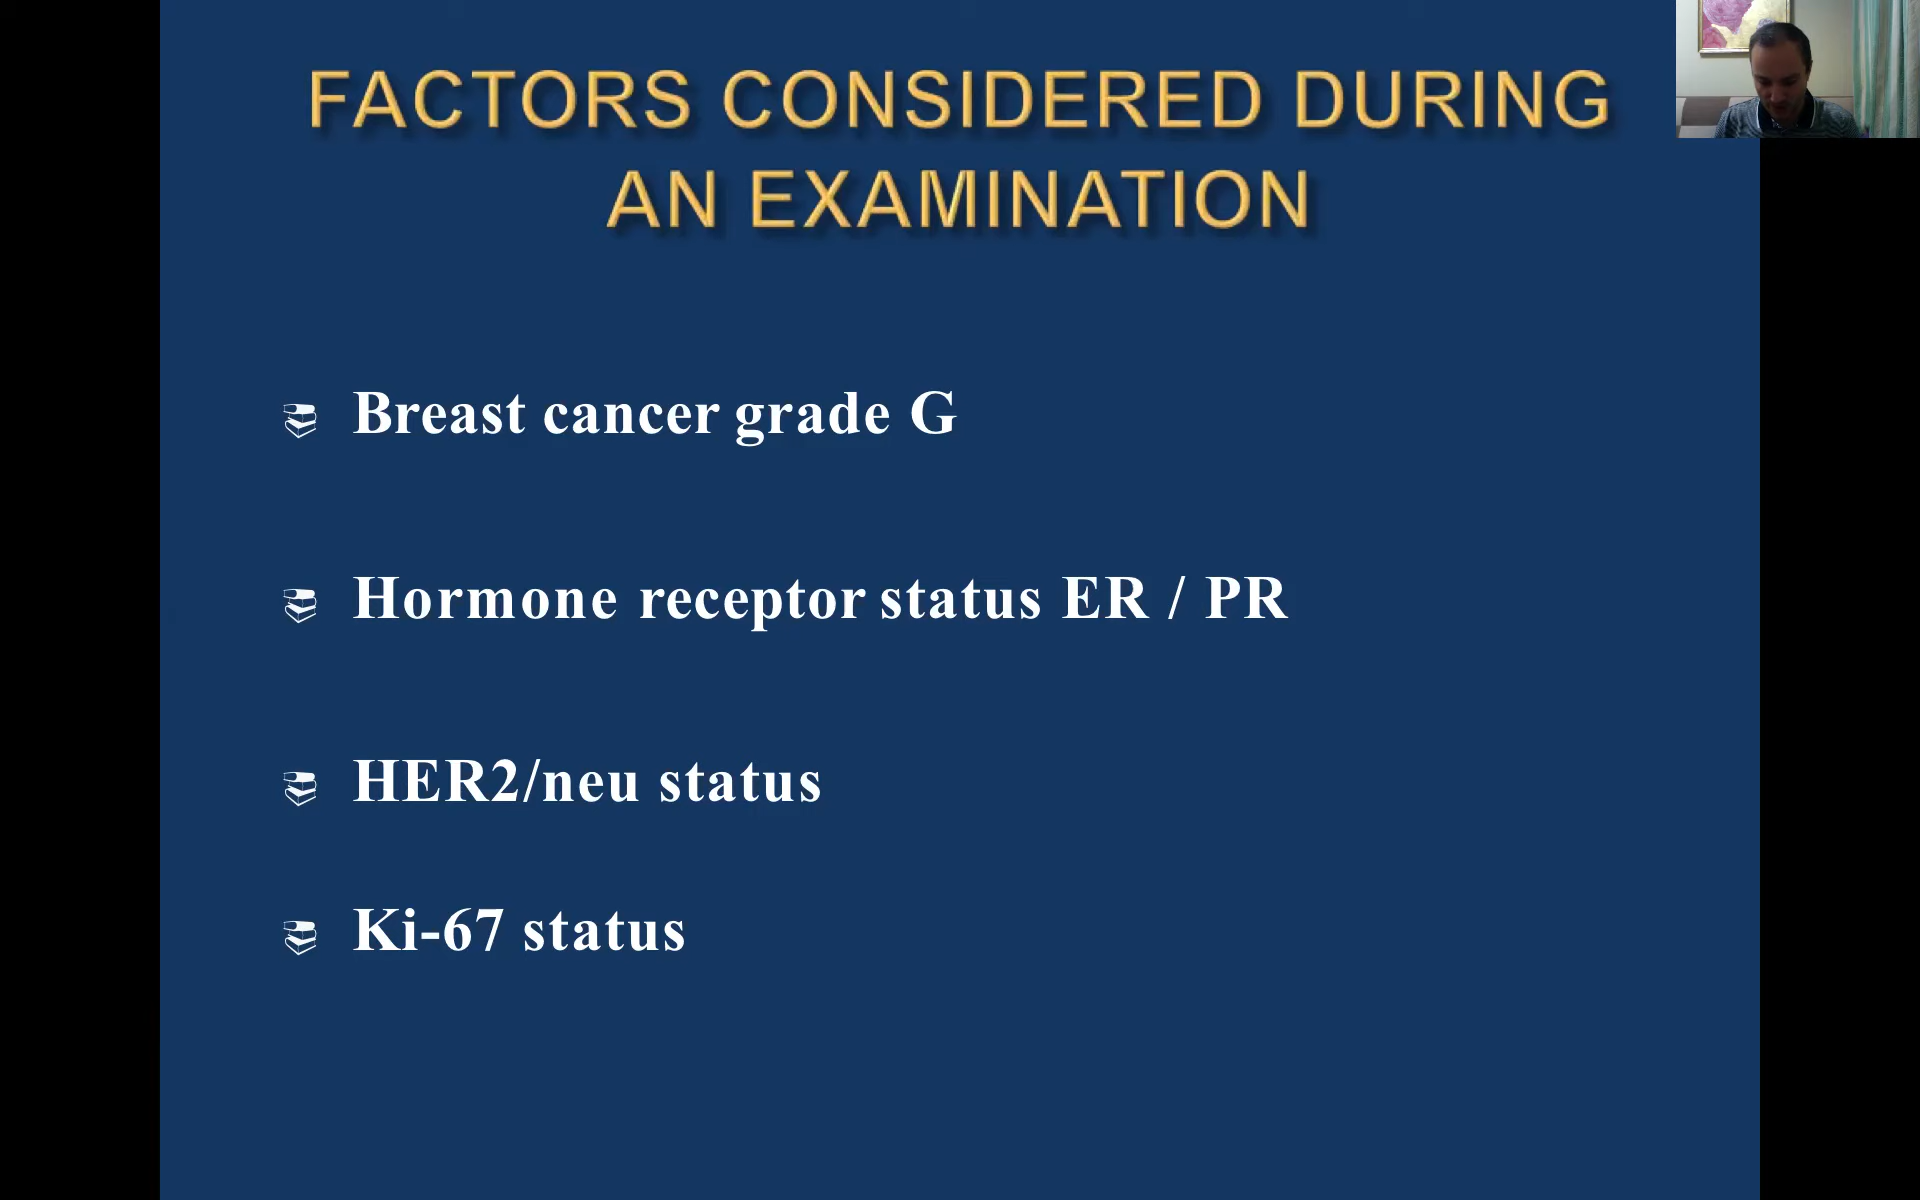 FACTORS CONSIDERED DURING
AN EXAMINATION
Breast cancer grade G
Hormone receptor status ER / PR
HER2/neu status
Ki-67 status